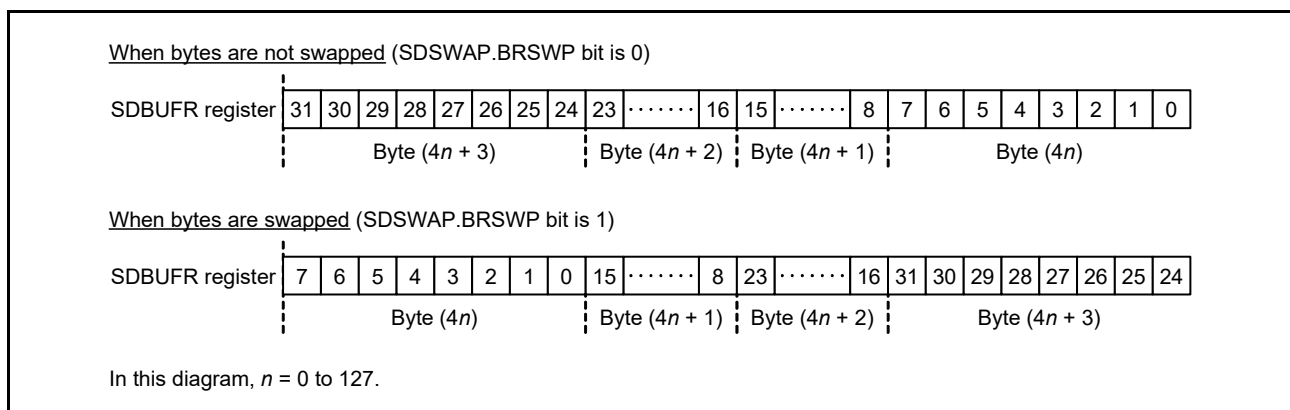 When bytes are not swapped (SDSWAP.BRSWP bit is 0)
SDBUFR register 31 30 29 28 27 26 25 24 23 ······· 16 15 ······· 8 7 6 5 4 3 2 1 0
Byte (4n + 3) Byte (4n + 2) Byte (4n + 1) Byte (4n)
When bytes are swapped (SDSWAP.BRSWP bit is 1)
SDBUFR register 7 6 5 4 3 2 1 0 15 ······· 8 23 ······· 16 31 30 29 28 27 26 25 24
Byte (4n) Byte (4n + 1) Byte (4n + 2) Byte (4n + 3)
In this diagram, n = 0 to 127.